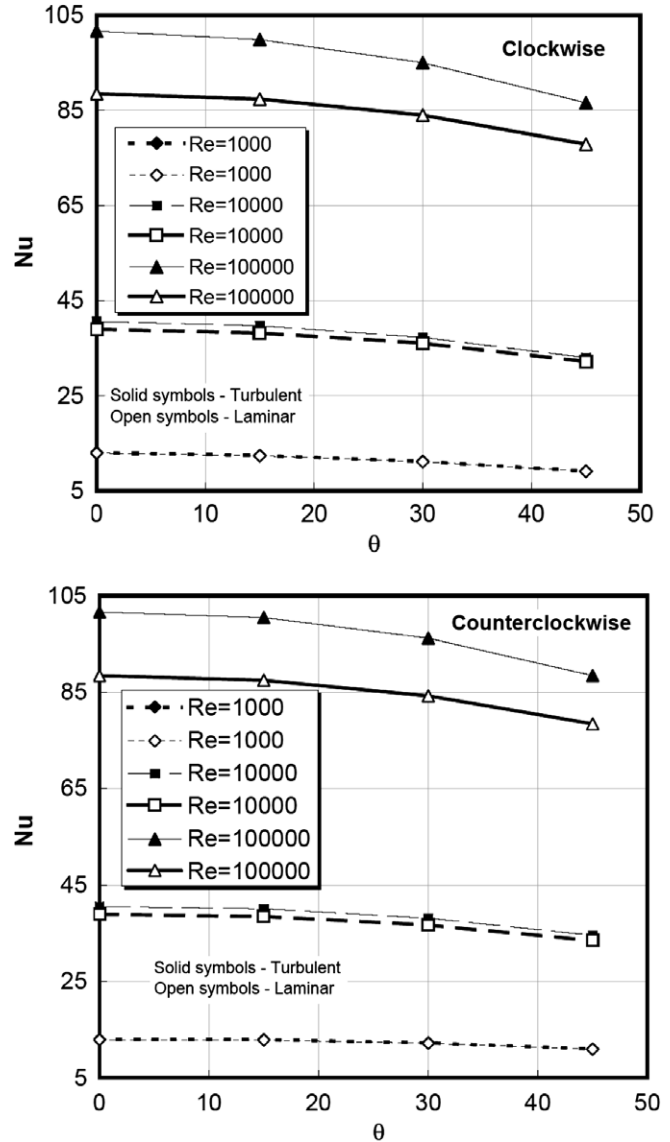 105
Clockwise
85
Re=1000
Re=1000
65
Re=10000
Nu
Re=10000
Re=100000
45
Re=100000
Solid symbols - Turbulent
25
Open symbols - Laminar
5
0 10 20 30 40 50
θ
105
Counterclockwise
85
Re=1000
Re=1000
65
Re=10000
Nu
Re=10000
Re=100000
45
Re=100000
Solid symbols - Turbulent
25
Open symbols - Laminar
5
0 10 20 30 40 50
θ